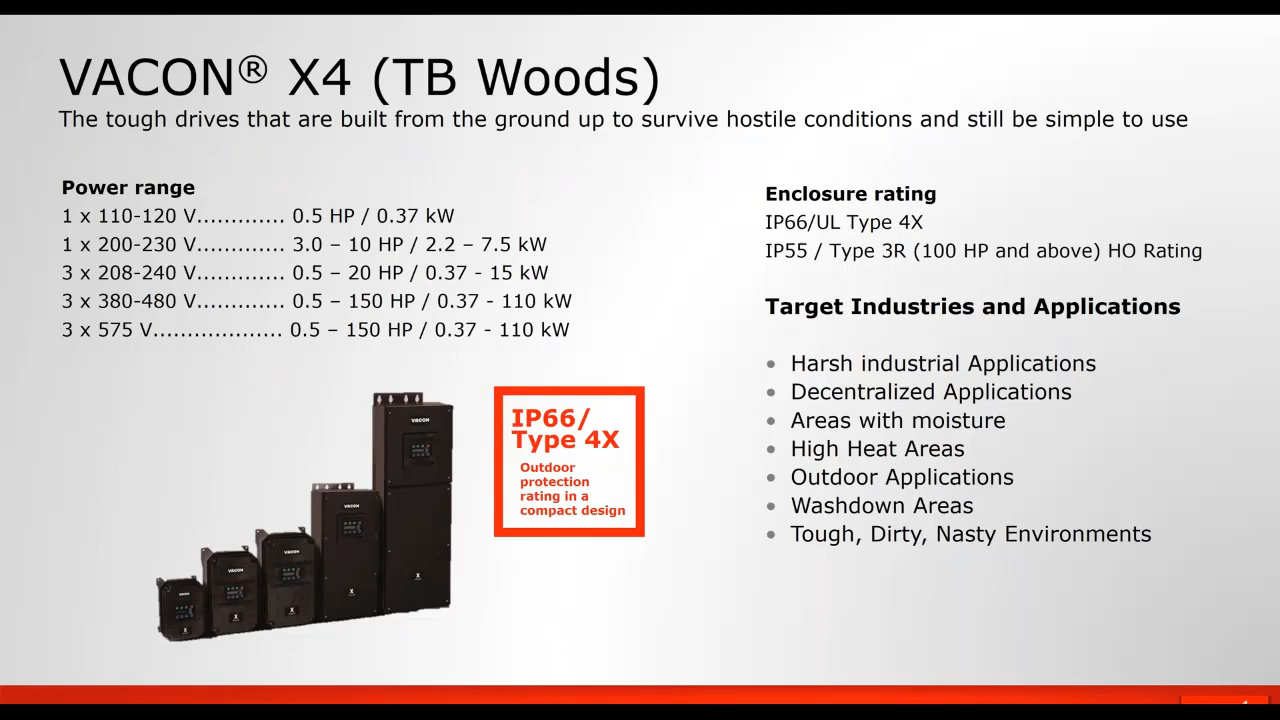 VACON® X4 (TB Woods)
The tough drives that are built from the ground up to survive hostile conditions and still be simple to use
Power range
1 x 110-120 V............. 0.5 HP / 0.37 kW
1 x 200-230 V............. 3.0 – 10 HP / 2.2 – 7.5 kW
3 x 208-240 V............. 0.5 – 20 HP / 0.37 - 15 kW
3 x 380-480 V............. 0.5 – 150 HP / 0.37 - 110 kW
3 x 575 V................... 0.5 – 150 HP / 0.37 - 110 kW
Enclosure rating
IP66/UL Type 4X
IP55 / Type 3R (100 HP and above) HO Rating
Target Industries and Applications
• Harsh industrial Applications
• Decentralized Applications
• Areas with moisture
• High Heat Areas
• Outdoor Applications
• Washdown Areas
• Tough, Dirty, Nasty Environments
IP66/
Type 4X
Outdoor
protection
rating in a
compact design
VACON
VACON
VACON
VACON
VACON
X
X
X
X
X